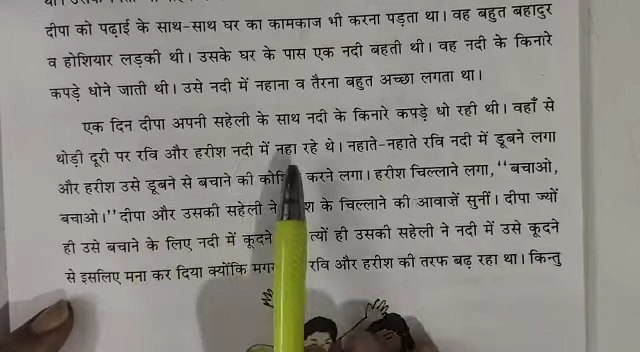 दीपा को पढ़ाई के साथ-साथ घर का कामकाज भी करना पड़ता था। वह बहुत बहादुर
व होशियार लड़की थी। उसके घर के पास एक नदी बहती थी। वह नदी के किनारे
कपड़े धोने जाती थी। उसे नदी में नहाना व तैरना बहुत अच्छा लगता था।
एक दिन दीपा अपनी सहेली के साथ नदी के किनारे कपड़े धो रही थी। वहाँ से
थोड़ी दूरी पर रवि और हरीश नदी में नहा रहे थे। नहाते-नहाते रवि नदी में डूबने लगा
और हरीश उसे डूबने से बचाने की करने लगा। हरीश चिल्लाने लगा, “बचाओ,
बचाओ।” दीपा और उसकी सहेली ने के चिल्लाने की आवाजें सुनीं। दीपा ज्यों
ही उसे बचाने के लिए नदी में कूदने त्यों ही उसकी सहेली ने नदी में उसे कूदने
से इसलिए मना कर दिया क्योंकि रवि और हरीश की तरफ बढ़ रहा था। किन्तु